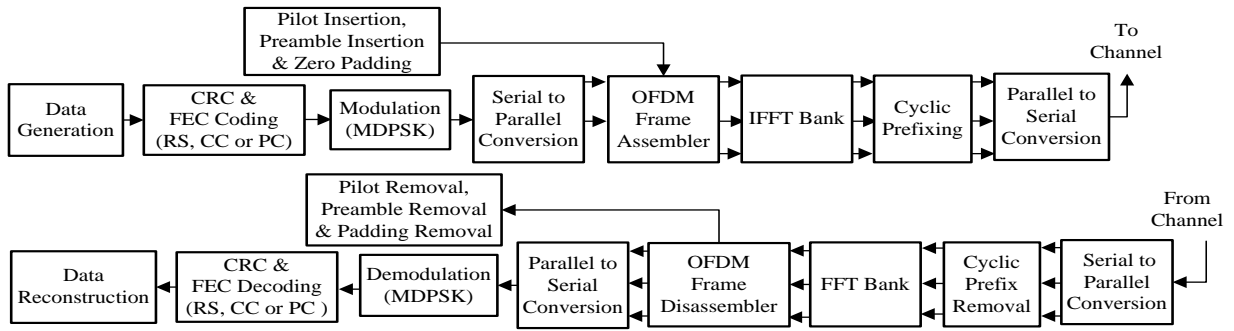 Pilot Insertion,
Preamble Insertion
& Zero Padding
To
Channel
Data
Generation
CRC &
FEC Coding
(RS, CC or PC)
Modulation
(MDPSK)
Serial to
Parallel
Conversion
OFDM
Frame
Assembler
IFFT Bank
Cyclic
Prefixing
Parallel to
Serial
Conversion
Pilot Removal,
Preamble Removal
& Padding Removal
From
Channel
Data
Reconstruction
CRC &
FEC Decoding
(RS, CC or PC )
Demodulation
(MDPSK)
Parallel to
Serial
Conversion
OFDM
Frame
Disassembler
FFT Bank
Cyclic
Prefix
Removal
Serial to
Parallel
Conversion